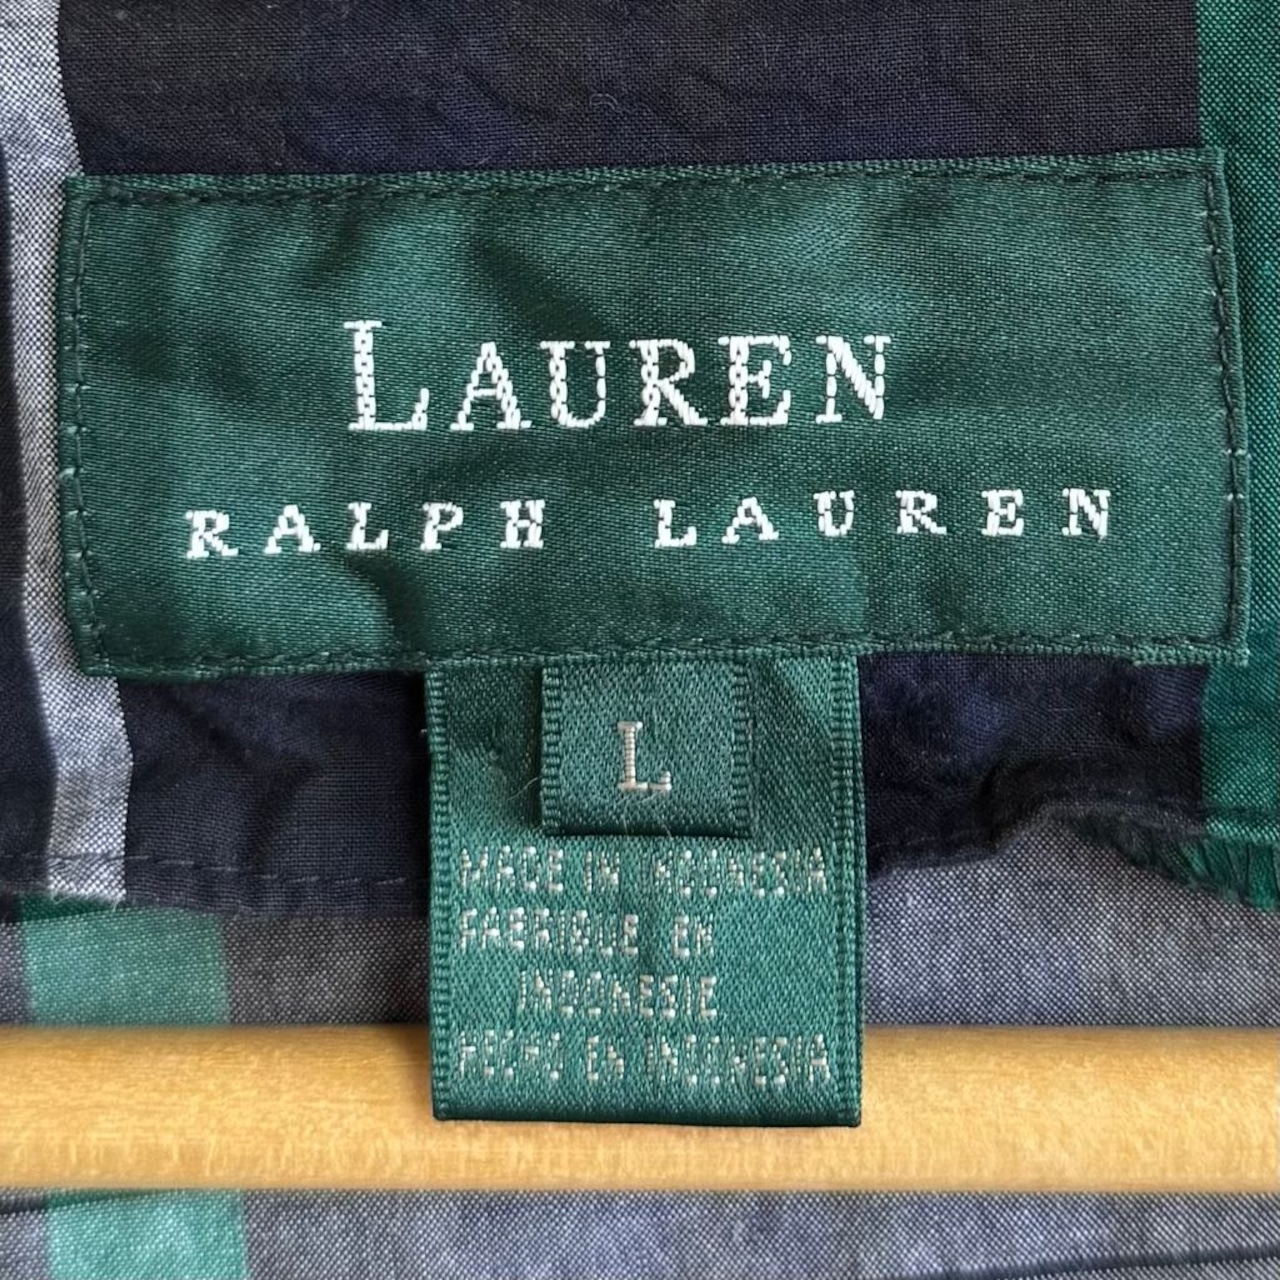 LAUREN
RALPH LAUREN
L
MADE IN INDONESIA
FABRIQUE EN
INDONESIE
HECHO EN INDONESIA